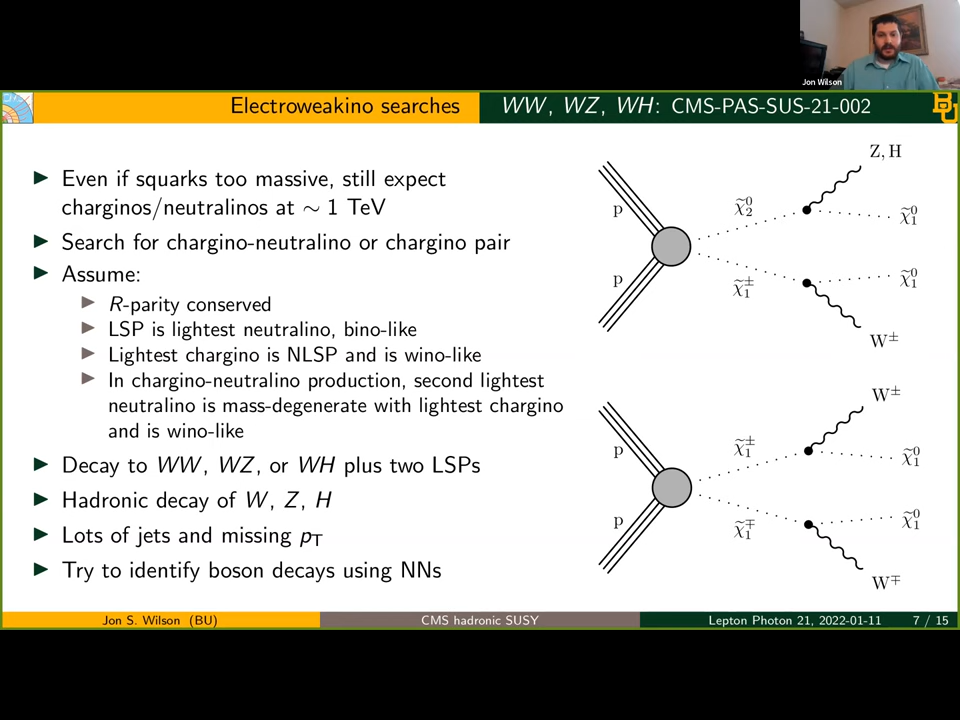 Jon Wilson
Electroweakino searches
WW, WZ, WH: CMS-PAS-SUS-21-002
BU
▶ Even if squarks too massive, still expect
charginos/neutralinos at ∼ 1 TeV
▶ Search for chargino-neutralino or chargino pair
▶ Assume:
▶ R-parity conserved
▶ LSP is lightest neutralino, bino-like
▶ Lightest chargino is NLSP and is wino-like
▶ In chargino-neutralino production, second lightest
neutralino is mass-degenerate with lightest chargino
and is wino-like
▶ Decay to WW, WZ, or WH plus two LSPs
▶ Hadronic decay of W, Z, H
▶ Lots of jets and missing p_T
▶ Try to identify boson decays using NNs
Z, H
p
χ̃⁰₂
χ̃⁰₁
p
χ̃±₁
χ̃⁰₁
W±
W±
p
χ̃±₁
χ̃⁰₁
p
χ̃∓₁
χ̃⁰₁
W∓
Jon S. Wilson (BU)
CMS hadronic SUSY
Lepton Photon 21, 2022-01-11
7 / 15